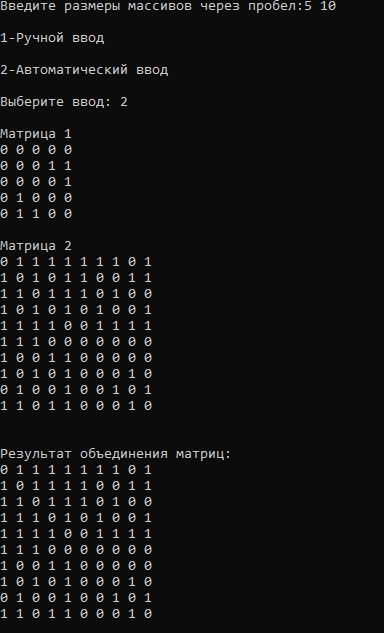 Введите размеры массивов через пробел:5 10
1-Ручной ввод
2-Автоматический ввод
Выберите ввод: 2
Матрица 1
0 0 0 0 0
0 0 0 1 1
0 0 0 0 1
0 1 0 0 0
0 1 1 0 0
Матрица 2
0 1 1 1 1 1 1 1 0 1
1 0 1 0 1 1 0 0 1 1
1 1 0 1 1 1 0 1 0 0
1 0 1 0 1 0 1 0 0 1
1 1 1 1 0 0 1 1 1 1
1 1 1 0 0 0 0 0 0 0
1 0 0 1 1 0 0 0 0 0
1 0 1 0 1 0 0 0 1 0
0 1 0 0 1 0 0 1 0 1
1 1 0 1 1 0 0 0 1 0
Результат объединения матриц:
0 1 1 1 1 1 1 1 0 1
1 0 1 1 1 1 0 0 1 1
1 1 0 1 1 1 0 1 0 0
1 1 1 0 1 0 1 0 0 1
1 1 1 1 0 0 1 1 1 1
1 1 1 0 0 0 0 0 0 0
1 0 0 1 1 0 0 0 0 0
1 0 1 0 1 0 0 0 1 0
0 1 0 0 1 0 0 1 0 1
1 1 0 1 1 0 0 0 1 0